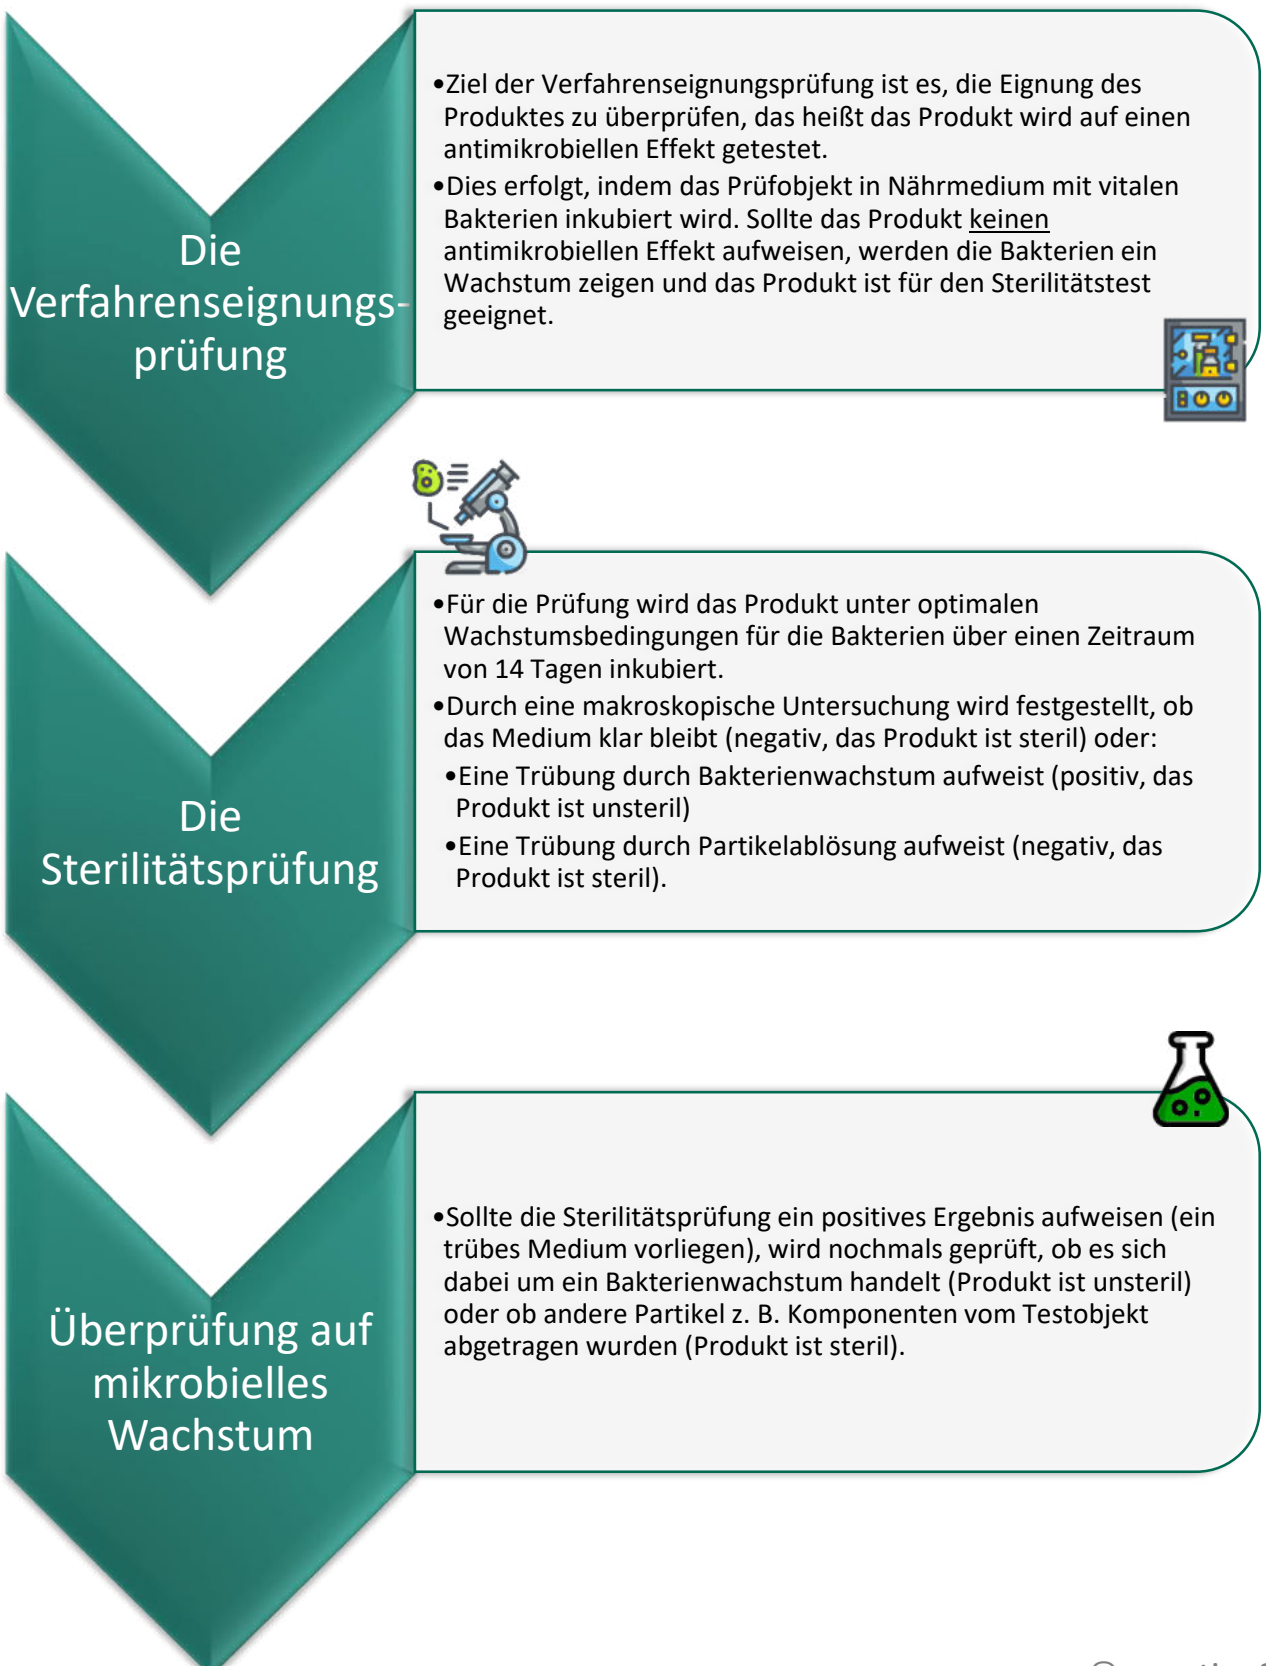 Die
Verfahrenseignungs-
prüfung
•Ziel der Verfahrenseignungsprüfung ist es, die Eignung des
Produktes zu überprüfen, das heißt das Produkt wird auf einen
antimikrobiellen Effekt getestet.
•Dies erfolgt, indem das Prüfobjekt in Nährmedium mit vitalen
Bakterien inkubiert wird. Sollte das Produkt keinen
antimikrobiellen Effekt aufweisen, werden die Bakterien ein
Wachstum zeigen und das Produkt ist für den Sterilitätstest
geeignet.
Die
Sterilitätsprüfung
•Für die Prüfung wird das Produkt unter optimalen
Wachstumsbedingungen für die Bakterien über einen Zeitraum
von 14 Tagen inkubiert.
•Durch eine makroskopische Untersuchung wird festgestellt, ob
das Medium klar bleibt (negativ, das Produkt ist steril) oder:
•Eine Trübung durch Bakterienwachstum aufweist (positiv, das
Produkt ist unsteril)
•Eine Trübung durch Partikelablösung aufweist (negativ, das
Produkt ist steril).
Überprüfung auf
mikrobielles
Wachstum
•Sollte die Sterilitätsprüfung ein positives Ergebnis aufweisen (ein
trübes Medium vorliegen), wird nochmals geprüft, ob es sich
dabei um ein Bakterienwachstum handelt (Produkt ist unsteril)
oder ob andere Partikel z. B. Komponenten vom Testobjekt
abgetragen wurden (Produkt ist steril).